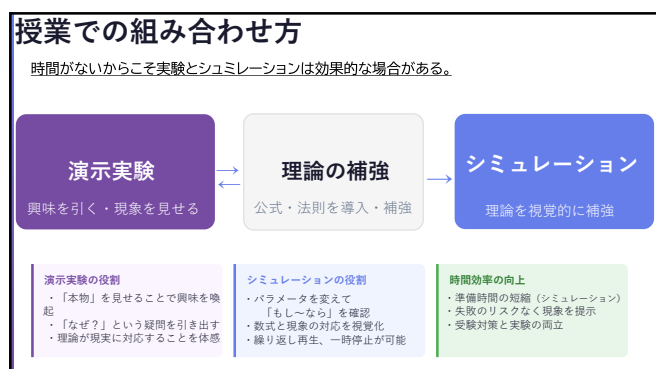 授業での組み合わせ方
時間がないからこそ実験とシュミレーションは効果的な場合がある。
演示実験
興味を引く・現象を見せる
理論の補強
公式・法則を導入・補強
シミュレーション
理論を視覚的に補強
演示実験の役割
・「本物」を見せることで興味を喚
起
・「なぜ?」という疑問を引き出す
・理論が現実に対応することを体感
シミュレーションの役割
・パラメータを変えて
「もし〜なら」を確認
・数式と現象の対応を視覚化
・繰り返し再生、一時停止が可能
時間効率の向上
・準備時間の短縮（シミュレーション）
・失敗のリスクなく現象を提示
・受験対策と実験の両立